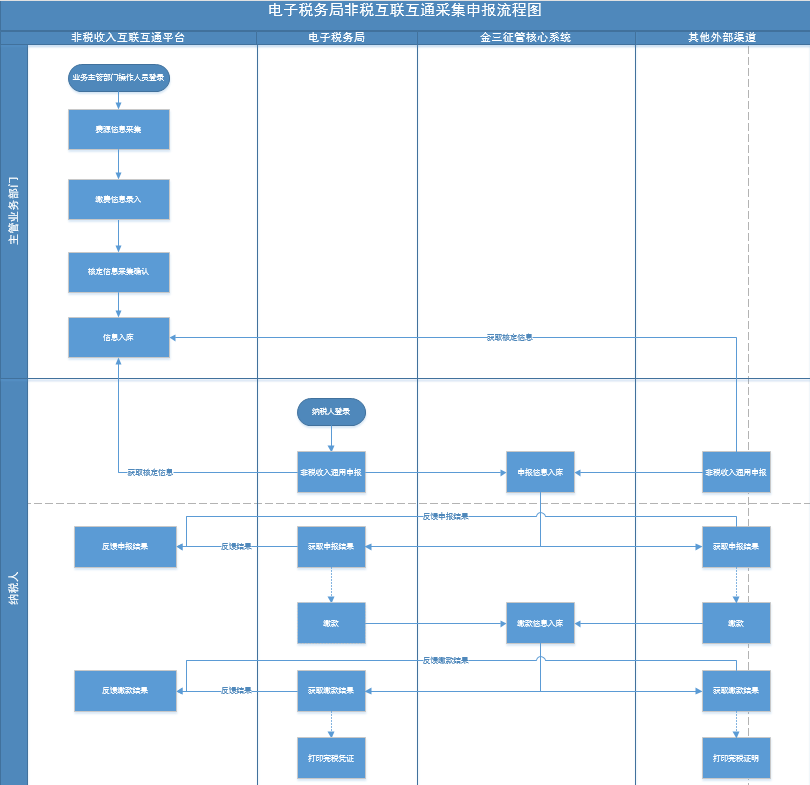 电子税务局非税互联互通采集申报流程图
非税收入互联互通平台
电子税务局
金三征管核心系统
其他外部渠道
主管业务部门
业务主管部门操作人员登录
费源信息采集
缴费信息录入
核定信息采集确认
信息入库
获取核定信息
纳税人
纳税人登录
获取核定信息
非税收入通用申报
申报信息入库
非税收入通用申报
反馈申报结果
反馈申报结果
反馈结果
获取申报结果
获取申报结果
缴款
缴款信息入库
缴款
反馈缴款结果
反馈缴款结果
反馈结果
获取缴款结果
获取缴款结果
打印完税凭证
打印完税证明